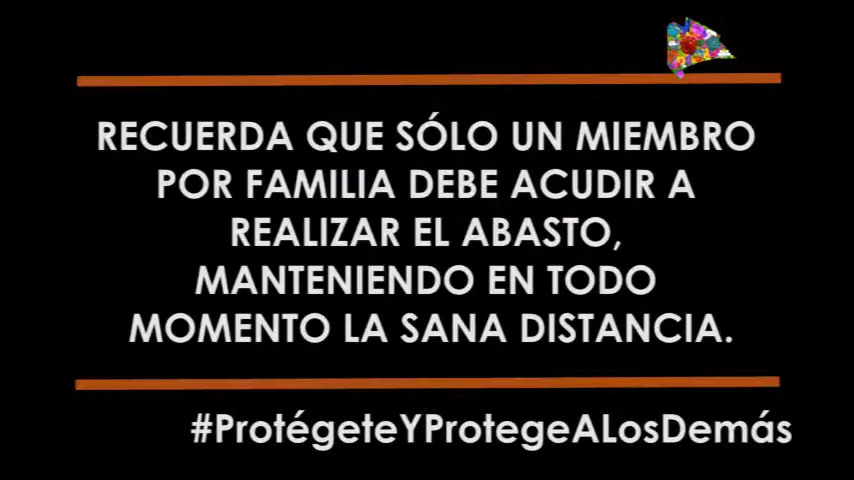 RECUERDA QUE SÓLO UN MIEMBRO
POR FAMILIA DEBE ACUDIR A
REALIZAR EL ABASTO,
MANTENIENDO EN TODO
MOMENTO LA SANA DISTANCIA.
#ProtégeteYProtegeALosDemás